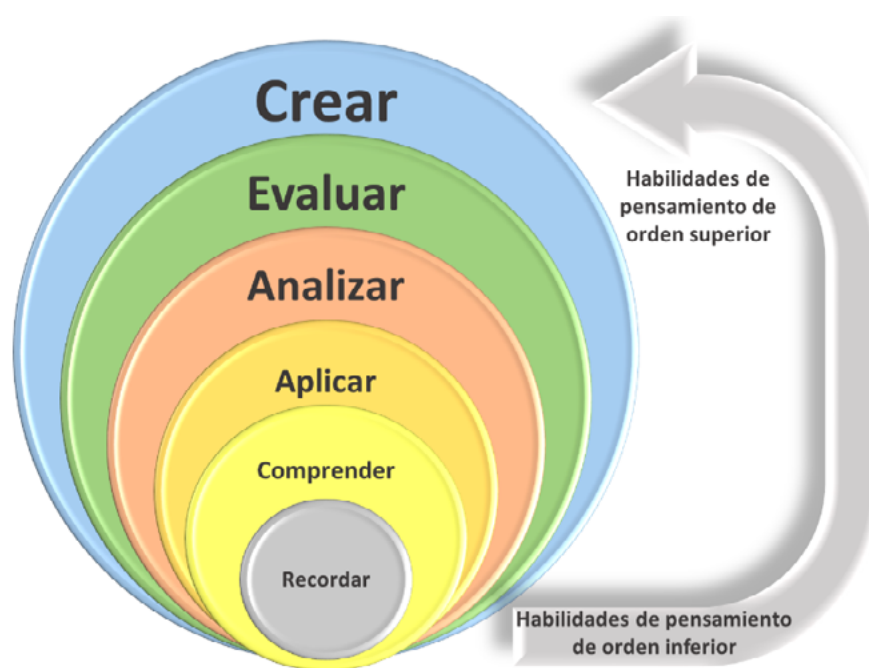 Crear
Evaluar
Analizar
Aplicar
Comprender
Recordar
Habilidades de
pensamiento de
orden superior
Habilidades de pensamiento
de orden inferior